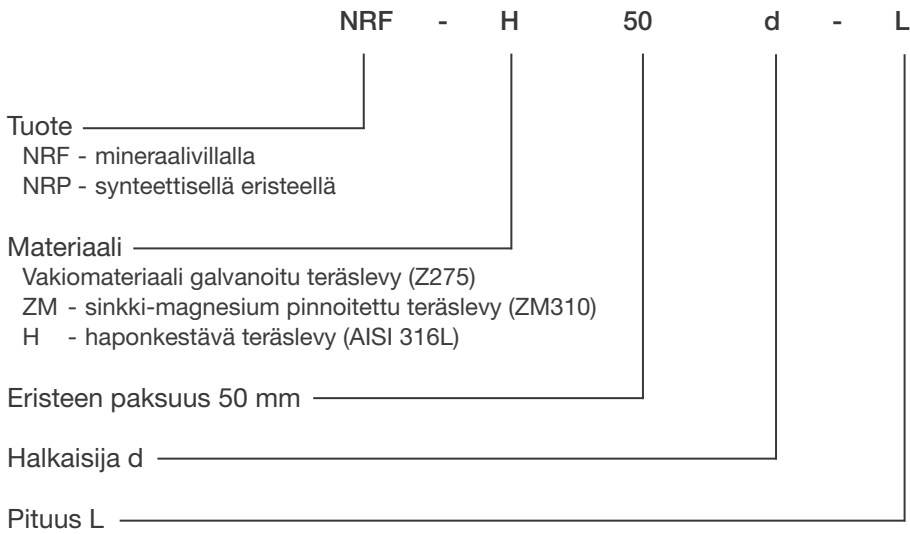 NRF - H 50 d - L
Tuote
NRF - mineraalivillalla
NRP - synteettisellä eristeellä
Materiaali
Vakiomateriaali galvanoitu teräslevy (Z275)
ZM - sinkki-magnesium pinnoitettu teräslevy (ZM310)
H - haponkestävä teräslevy (AISI 316L)
Eristeen paksuus 50 mm
Halkaisija d
Pituus L